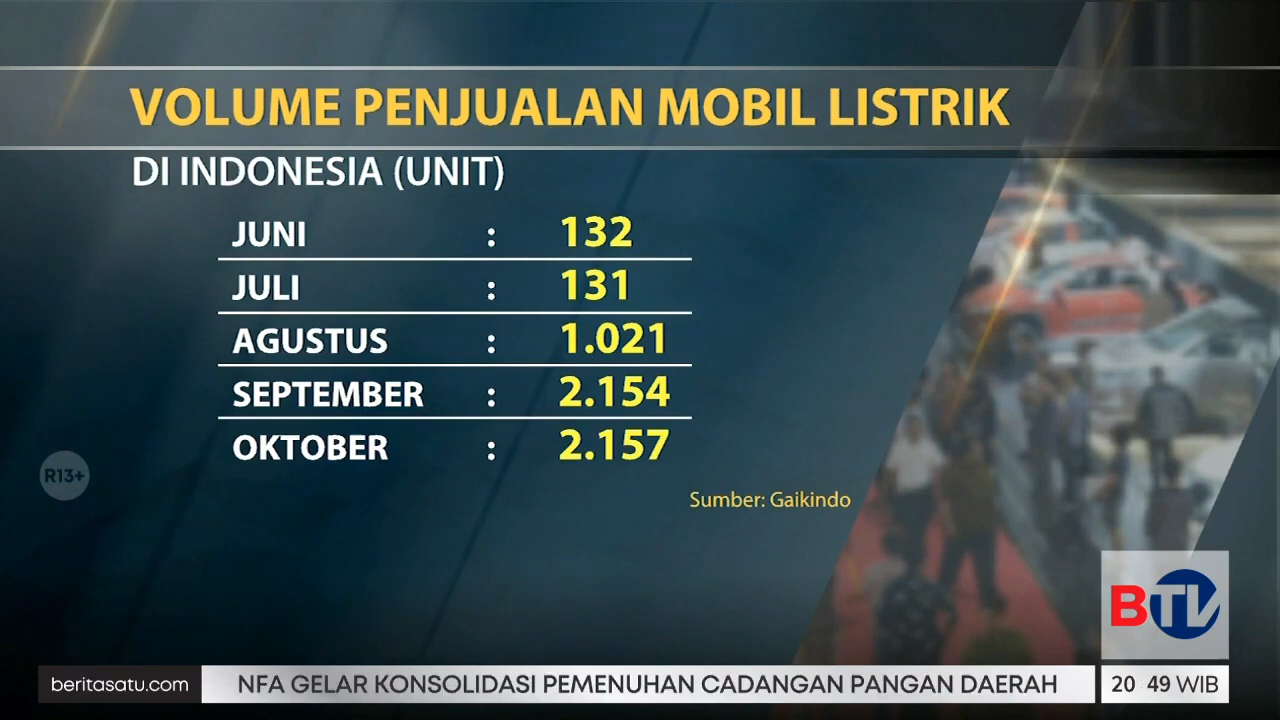 VOLUME PENJUALAN MOBIL LISTRIK
DI INDONESIA (UNIT)
JUNI : 132
JULI : 131
AGUSTUS : 1.021
SEPTEMBER : 2.154
OKTOBER : 2.157
R13+
Sumber: Gaikindo
BTV
beritasatu.com NFA GELAR KONSOLIDASI PEMENUHAN CADANGAN PANGAN DAERAH 20 49 WIB